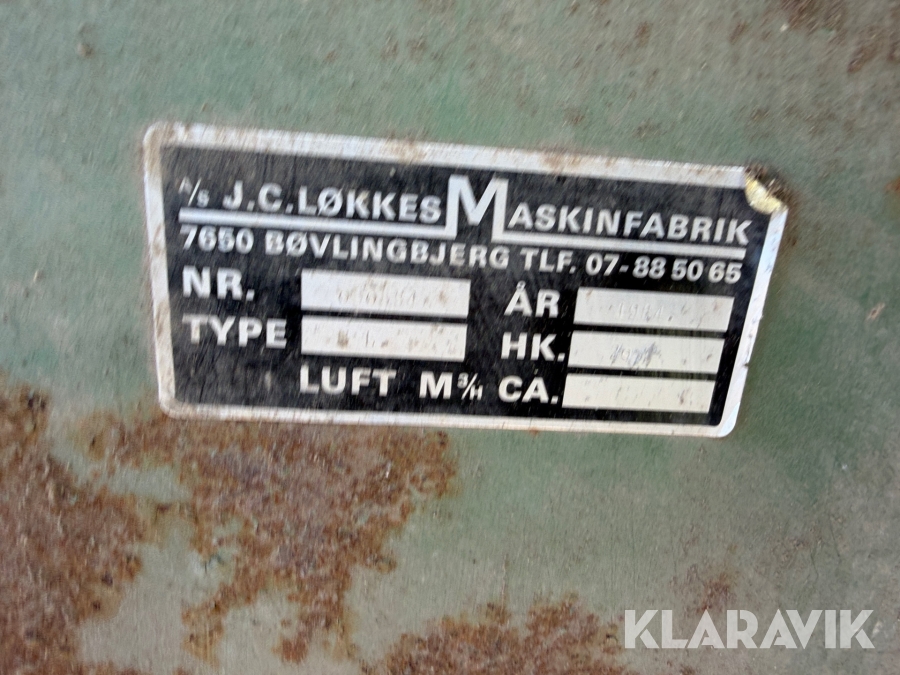 A/S J.C.LØKKES MASKINFABRIK
7650 BØVLINGBJERG TLF. 07-88 50 65
NR. ÅR
TYPE HK.
LUFT M³/H CA.
KLARAVIK